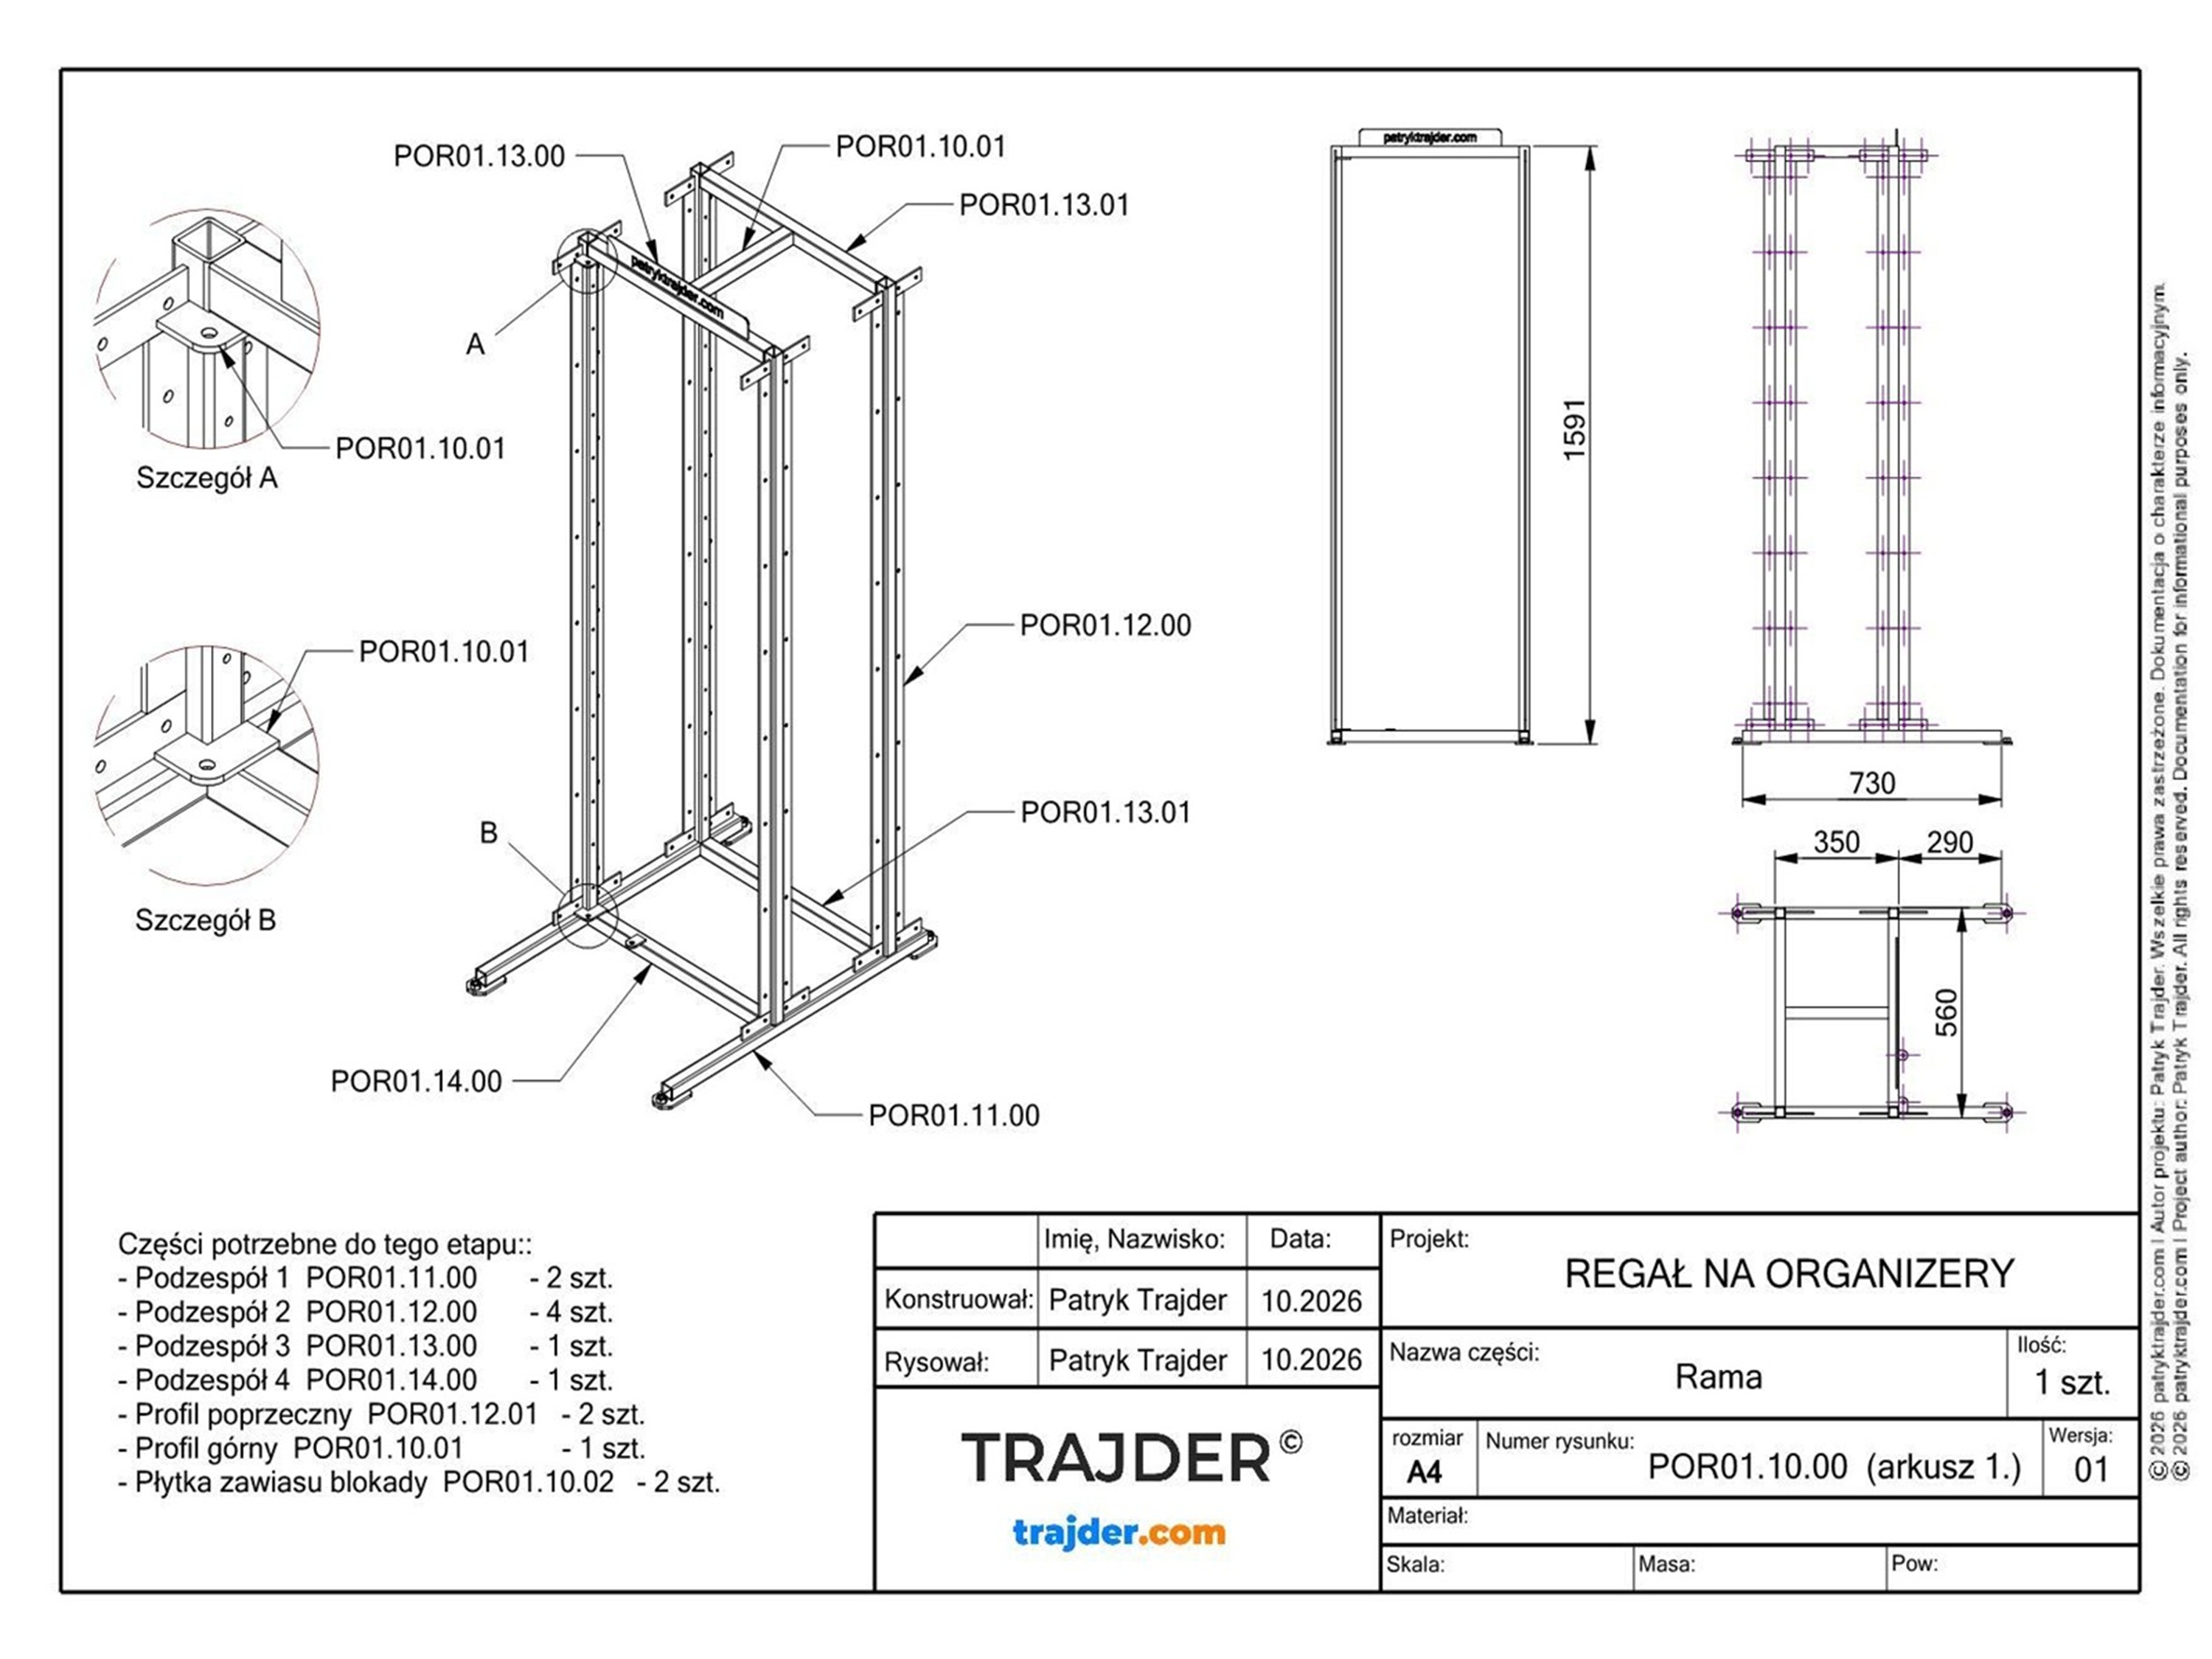 POR01.13.00
POR01.10.01
POR01.13.01
patryktrajder.com
A
POR01.10.01
Szczegół A
POR01.10.01
B
Szczegół B
POR01.12.00
POR01.13.01
POR01.14.00
POR01.11.00
patryktrajder.com
1591
730
350
290
560
Części potrzebne do tego etapu::
- Podzespół 1 POR01.11.00 - 2 szt.
- Podzespół 2 POR01.12.00 - 4 szt.
- Podzespół 3 POR01.13.00 - 1 szt.
- Podzespół 4 POR01.14.00 - 1 szt.
- Profil poprzeczny POR01.12.01 - 2 szt.
- Profil górny POR01.10.01 - 1 szt.
- Płytka zawiasu blokady POR01.10.02 - 2 szt.
Imię, Nazwisko: Data:
Konstruował: Patryk Trajder 10.2026
Rysował: Patryk Trajder 10.2026
TRAJDER©
trajder.com
Projekt:
REGAŁ NA ORGANIZERY
Nazwa części:
Rama
Ilość:
1 szt.
rozmiar
A4
Numer rysunku:
POR01.10.00 (arkusz 1.)
Wersja:
01
Materiał:
Skala: Masa: Pow:
© 2026 patryktrajder.com | Autor projektu: Patryk Trajder. Wszelkie prawa zastrzeżone. Dokumentacja o charakterze informacyjnym.
© 2026 patryktrajder.com | Project author: Patryk Trajder. All rights reserved. Documentation for informational purposes only.